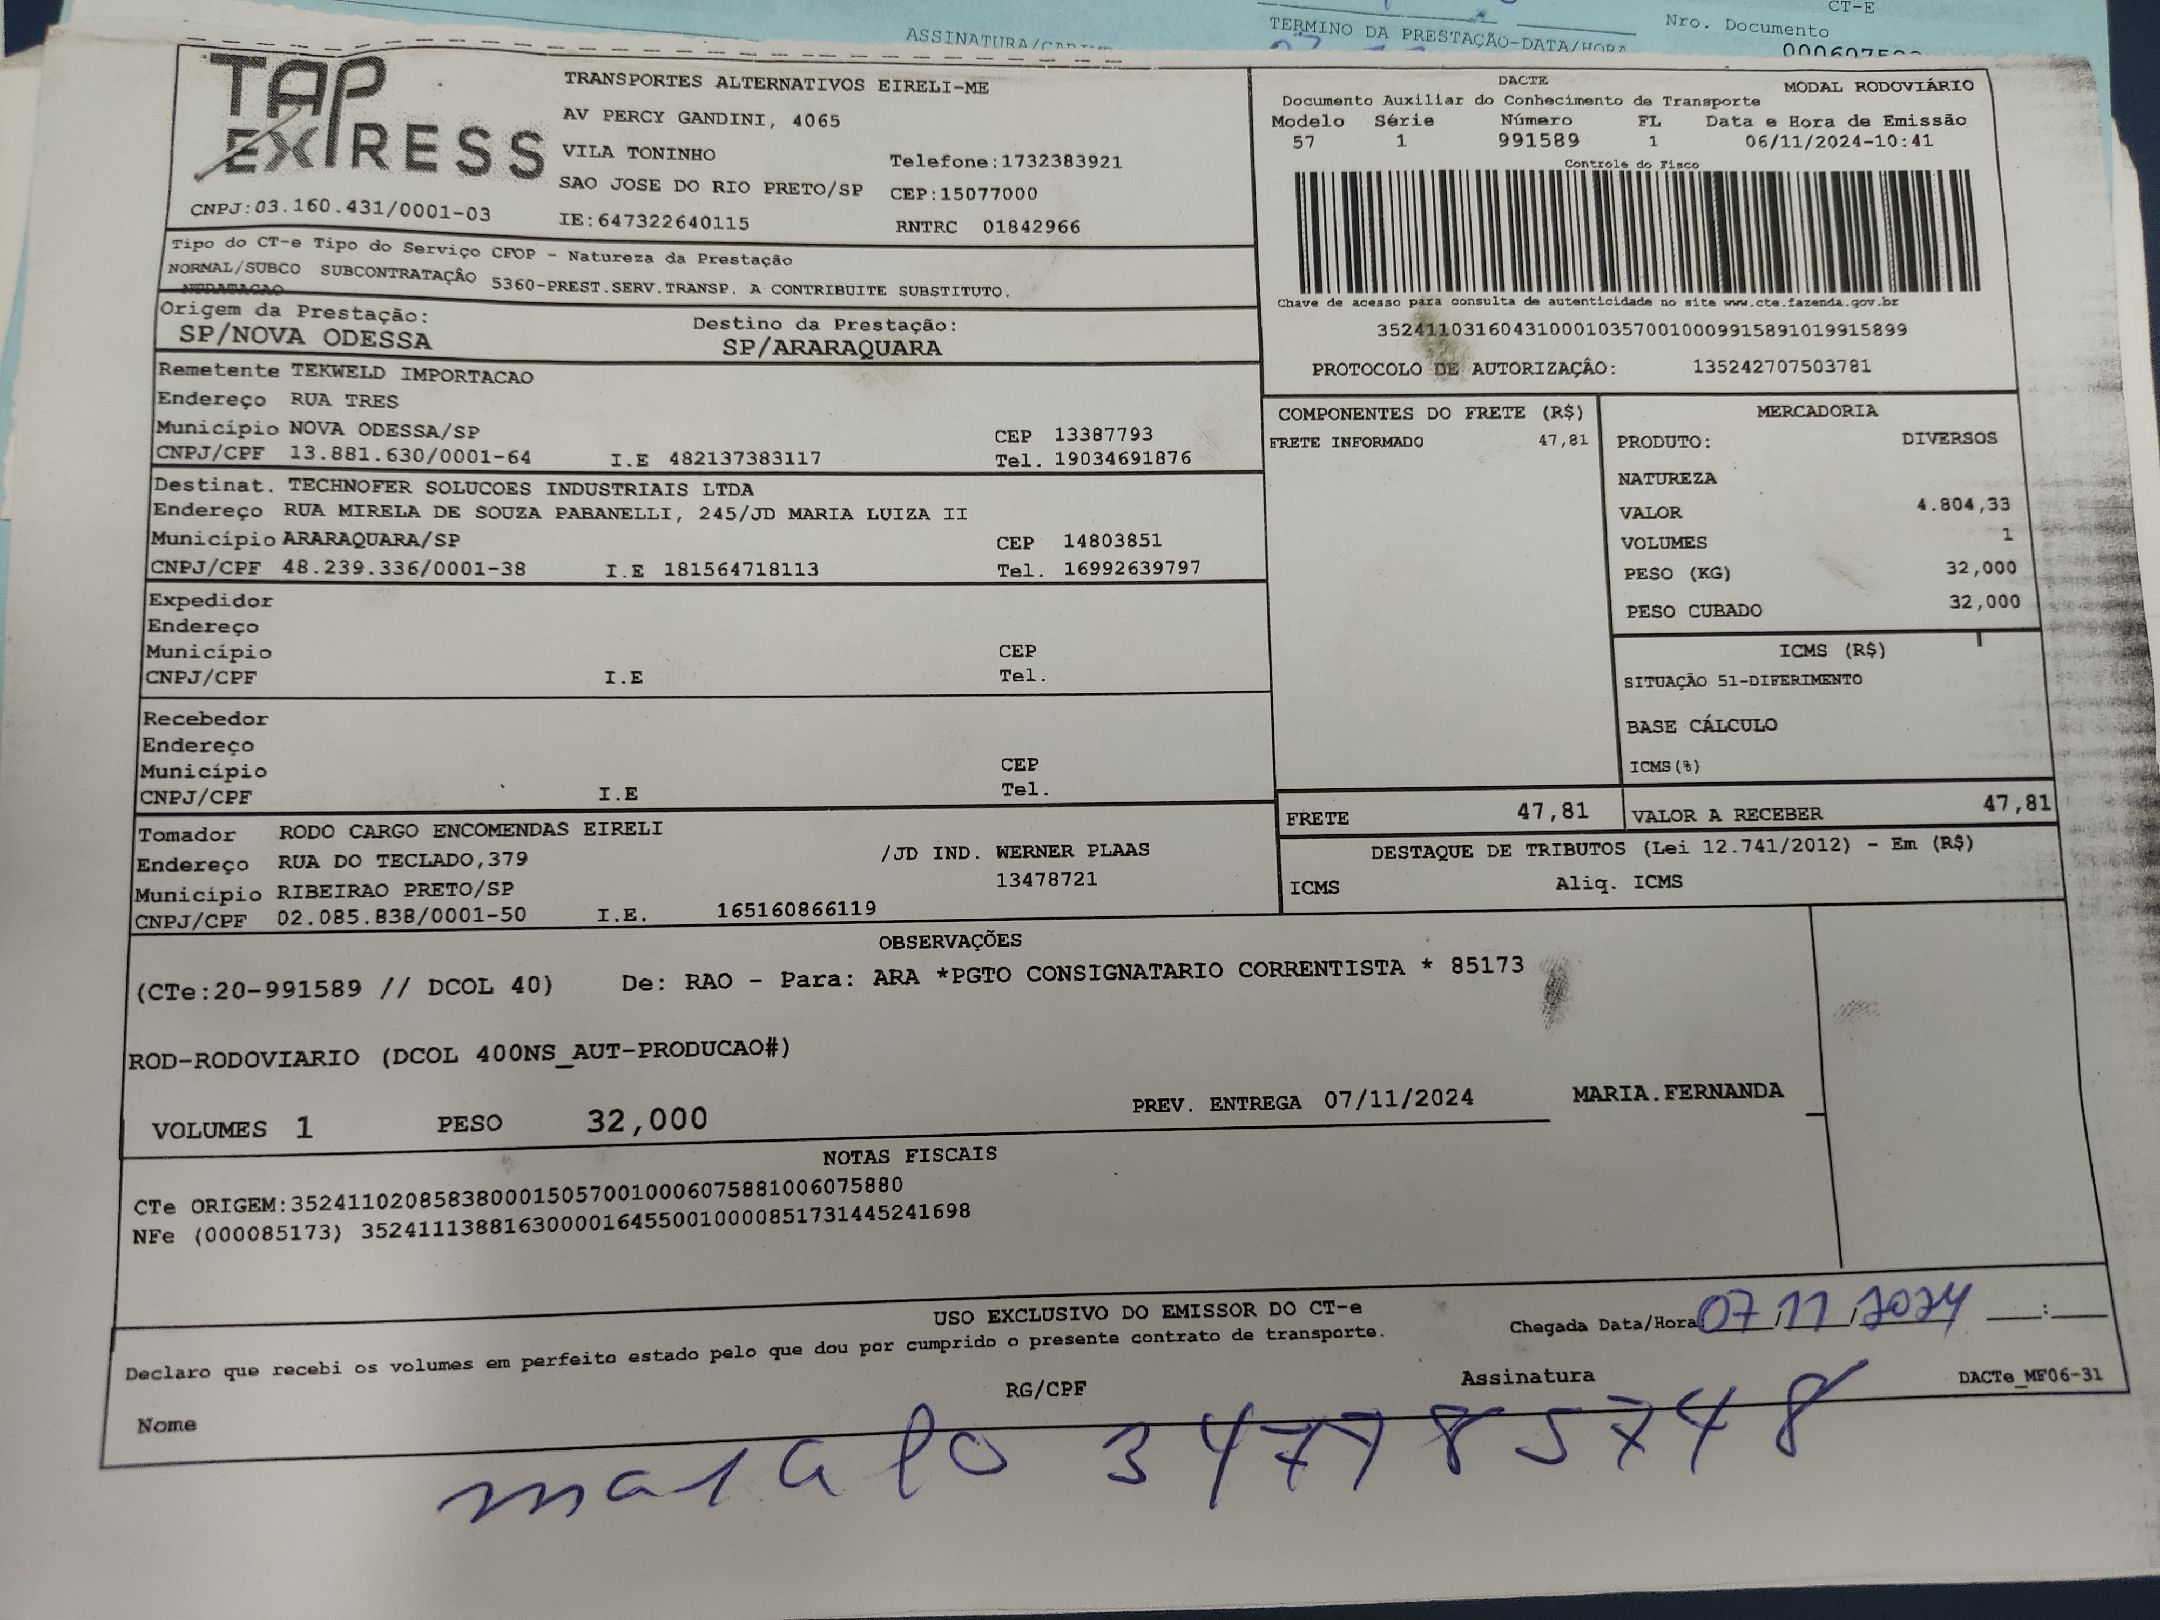 ASSINATURA/
TERMINO DA PRESTAÇÃO-DATA/HORA
CT-E
Nro. Documento
TAP EXPRESS
CNPJ:03.160.431/0001-03
TRANSPORTES ALTERNATIVOS EIRELI-ME
AV PERCY GANDINI, 4065
VILA TONINHO Telefone:1732383921
SAO JOSE DO RIO PRETO/SP CEP:15077000
IE:647322640115 RNTRC 01842966
DACTE MODAL RODOVIÁRIO
Documento Auxiliar do Conhecimento de Transporte
Modelo Série Número FL Data e Hora de Emissão
57 1 991589 1 06/11/2024-10:41
Controle do Fisco
Chave de acesso para consulta de autenticidade no site www.cte.fazenda.gov.br
35241103160431000103570010009915891019915899
PROTOCOLO DE AUTORIZAÇÂO: 135242707503781
Tipo do CT-e Tipo do Serviço CFOP - Natureza da Prestação
NORMAL/SUBCO SUBCONTRATAÇÂO 5360-PREST.SERV.TRANSP. A CONTRIBUITE SUBSTITUTO.
Origem da Prestação: Destino da Prestação:
SP/NOVA ODESSA SP/ARARAQUARA
Remetente TEKWELD IMPORTACAO
Endereço RUA TRES
Município NOVA ODESSA/SP CEP 13387793
CNPJ/CPF 13.881.630/0001-64 I.E 482137383117 Tel. 19034691876
Destinat. TECHNOFER SOLUCOES INDUSTRIAIS LTDA
Endereço RUA MIRELA DE SOUZA PABANELLI, 245/JD MARIA LUIZA II
Município ARARAQUARA/SP CEP 14803851
CNPJ/CPF 48.239.336/0001-38 I.E 181564718113 Tel. 16992639797
Expedidor
Endereço
Município CEP
CNPJ/CPF I.E Tel.
Recebedor
Endereço
Município CEP
CNPJ/CPF I.E Tel.
Tomador RODO CARGO ENCOMENDAS EIRELI
Endereço RUA DO TECLADO,379 /JD IND. WERNER PLAAS
Município RIBEIRAO PRETO/SP 13478721
CNPJ/CPF 02.085.838/0001-50 I.E. 165160866119
COMPONENTES DO FRETE (R$)
FRETE INFORMADO 47,81
MERCADORIA
PRODUTO: DIVERSOS
NATUREZA
VALOR 4.804,33
VOLUMES 1
PESO (KG) 32,000
PESO CUBADO 32,000
ICMS (R$)
SITUAÇÃO 51-DIFERIMENTO
BASE CÁLCULO
ICMS(%)
FRETE 47,81 VALOR A RECEBER 47,81
DESTAQUE DE TRIBUTOS (Lei 12.741/2012) - Em (R$)
ICMS Aliq. ICMS
OBSERVAÇÕES
(CTe:20-991589 // DCOL 40) De: RAO - Para: ARA *PGTO CONSIGNATARIO CORRENTISTA * 85173
ROD-RODOVIARIO (DCOL 400NS_AUT-PRODUCAO#)
VOLUMES 1 PESO 32,000 PREV. ENTREGA 07/11/2024 MARIA.FERNANDA
NOTAS FISCAIS
CTe ORIGEM:35241102085838000150570010006075881006075880
NFe (000085173) 35241113881630000164550010000851731445241698
USO EXCLUSIVO DO EMISSOR DO CT-e
Declaro que recebi os volumes em perfeito estado pelo que dou por cumprido o presente contrato de transporte.
Chegada Data/Hora 07/11/2024 :
Nome RG/CPF Assinatura DACTe_MF06-31
347785748